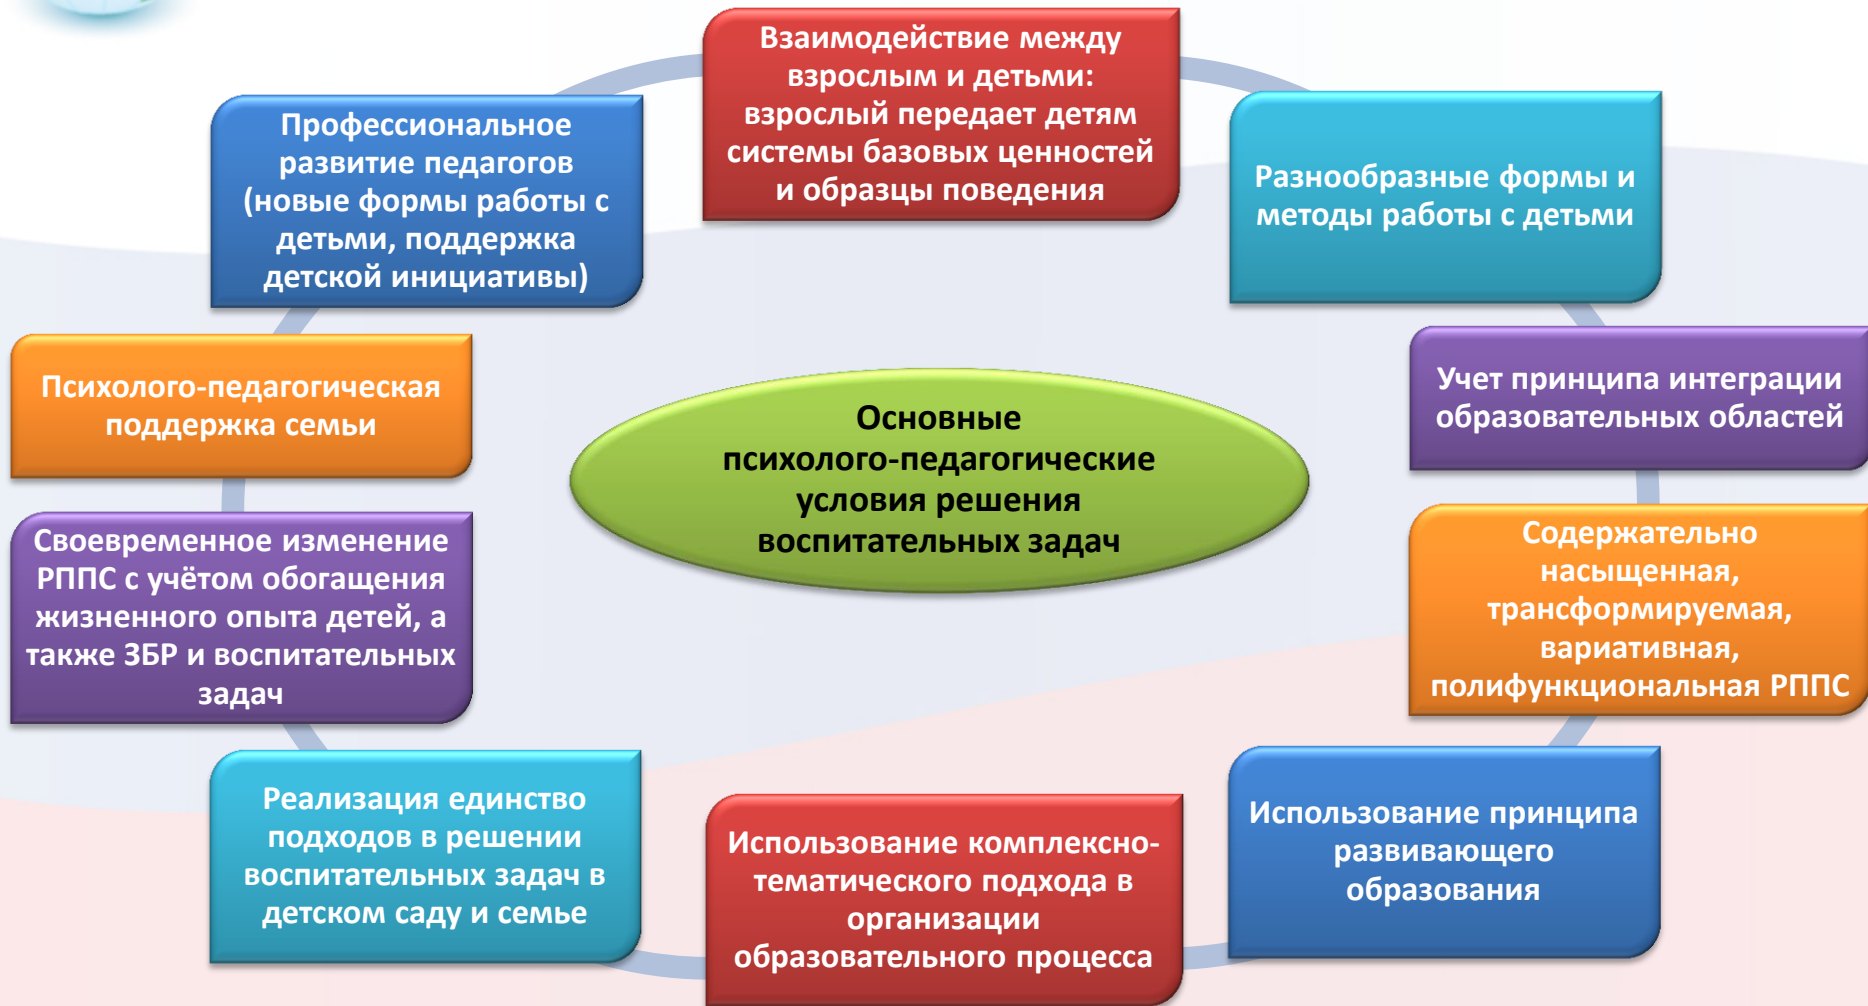 Взаимодействие между
взрослым и детьми:
взрослый передает детям
системы базовых ценностей
и образцы поведения
Разнообразные формы и
методы работы с детьми
Учет принципа интеграции
образовательных областей
Содержательно
насыщенная,
трансформируемая,
вариативная,
полифункциональная РППС
Использование принципа
развивающего
образования
Использование комплексно-
тематического подхода в
организации
образовательного процесса
Реализация единство
подходов в решении
воспитательных задач в
детском саду и семье
Своевременное изменение
РППС с учётом обогащения
жизненного опыта детей, а
также ЗБР и воспитательных
задач
Психолого-педагогическая
поддержка семьи
Профессиональное
развитие педагогов
(новые формы работы с
детьми, поддержка
детской инициативы)
Основные
психолого-педагогические
условия решения
воспитательных задач